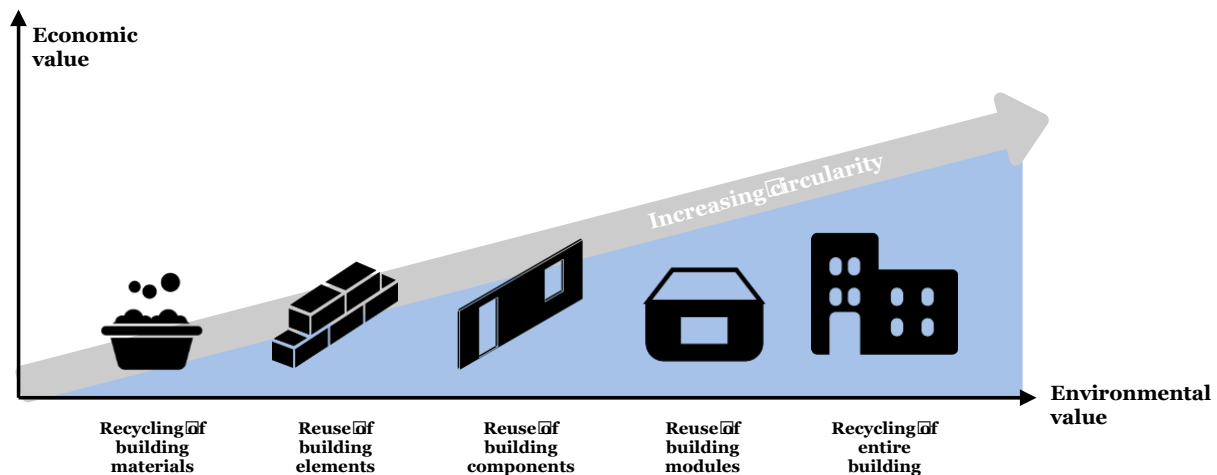 Economic
value
Increasing circularity
Environmental
value
Recycling of
building
materials
Reuse of
building
elements
Reuse of
building
components
Reuse of
building
modules
Recycling of
entire
building